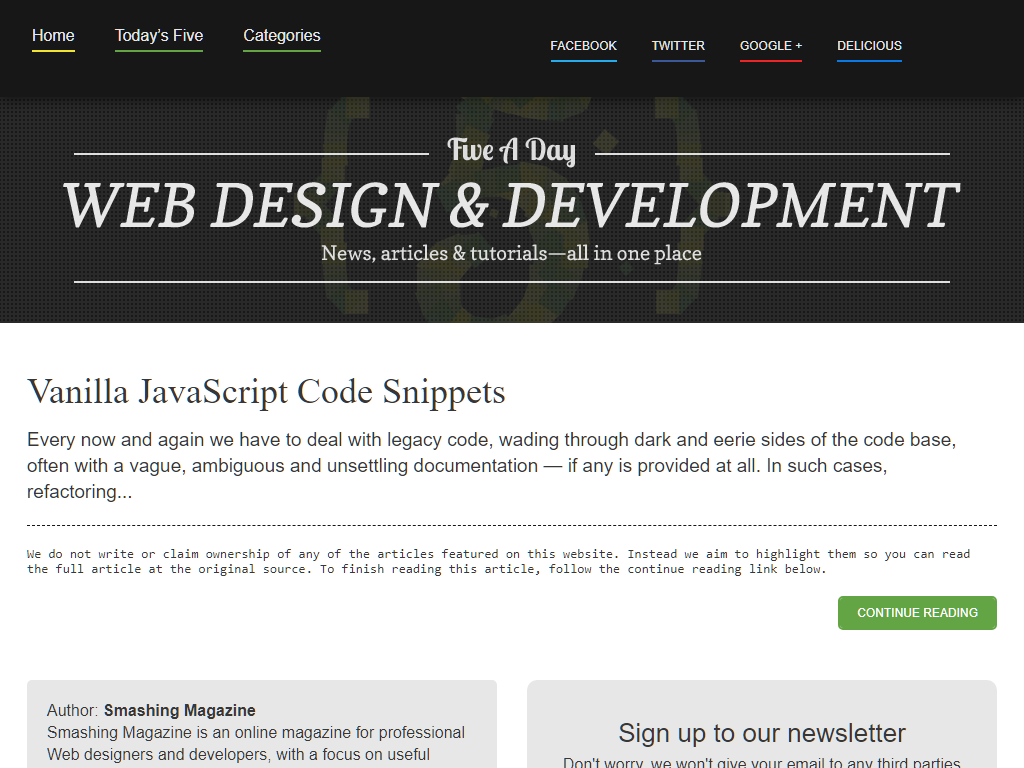 Home Today's Five Categories
FACEBOOK TWITTER GOOGLE + DELICIOUS
Five A Day
WEB DESIGN & DEVELOPMENT
News, articles & tutorials—all in one place
Vanilla JavaScript Code Snippets
Every now and again we have to deal with legacy code, wading through dark and eerie sides of the code base,
often with a vague, ambiguous and unsettling documentation — if any is provided at all. In such cases,
refactoring...
We do not write or claim ownership of any of the articles featured on this website. Instead we aim to highlight them so you can read
the full article at the original source. To finish reading this article, follow the continue reading link below.
CONTINUE READING
Author: Smashing Magazine
Smashing Magazine is an online magazine for professional
Web designers and developers, with a focus on useful
Sign up to our newsletter
Don't worry, we won't give your email to any third parties